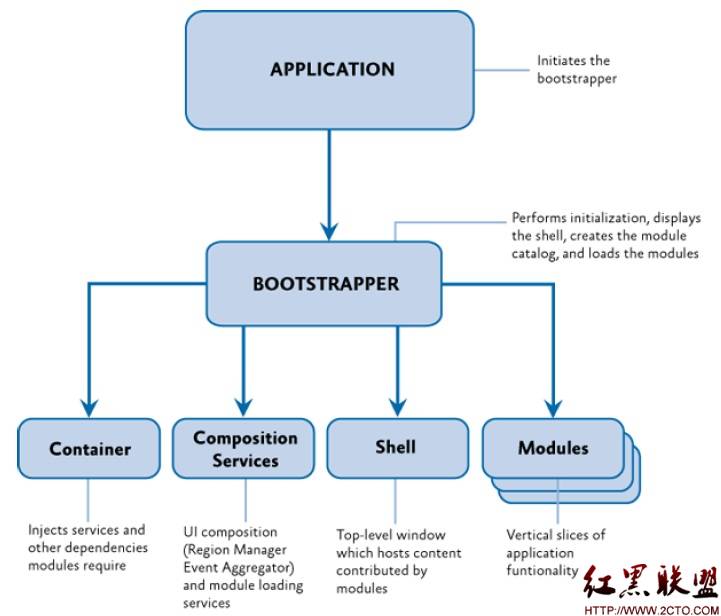 APPLICATION
Initiates the
bootstrapper
Performs initialization, displays
the shell, creates the module
catalog, and loads the modules
BOOTSTRAPPER
Container
Composition
Services
Shell
Modules
Injects services and
other dependencies
modules require
UI composition
(Region Manager
Event Aggregator)
and module loading
services
Top-level window
which hosts content
contributed by
modules
Vertical slices of
application
funtionality
红黑联盟
HTTP://WWW.2CTO.COM